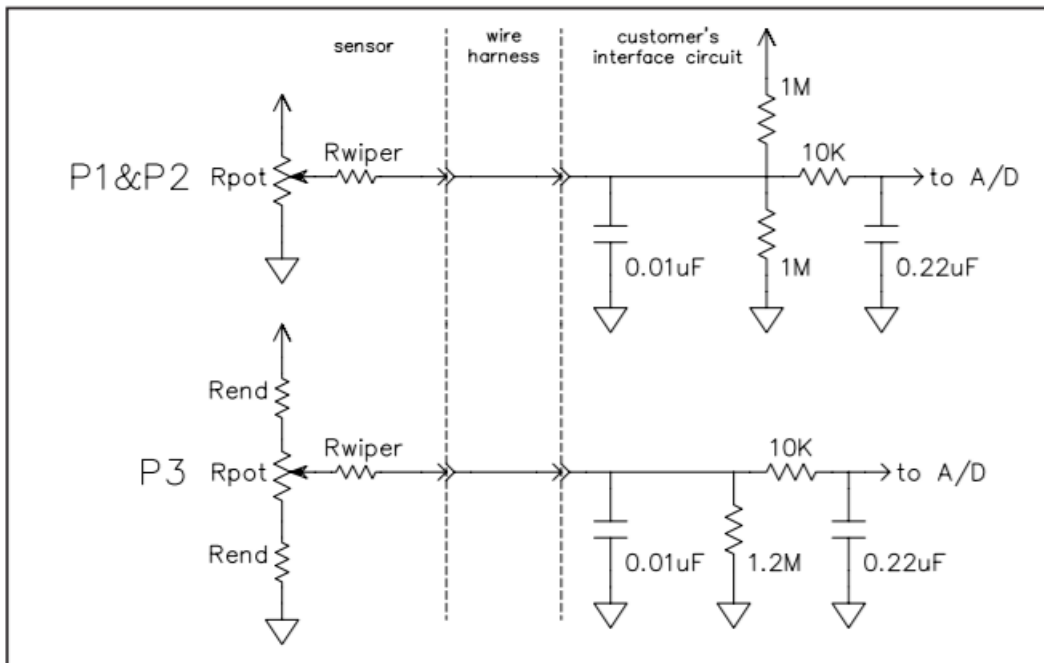 sensor
wire
harness
customer's
interface circuit
1M
P1&P2
Rpot
Rwiper
10K
to A/D
0.01uF
1M
0.22uF
Rend
P3
Rpot
Rwiper
10K
to A/D
Rend
0.01uF
1.2M
0.22uF